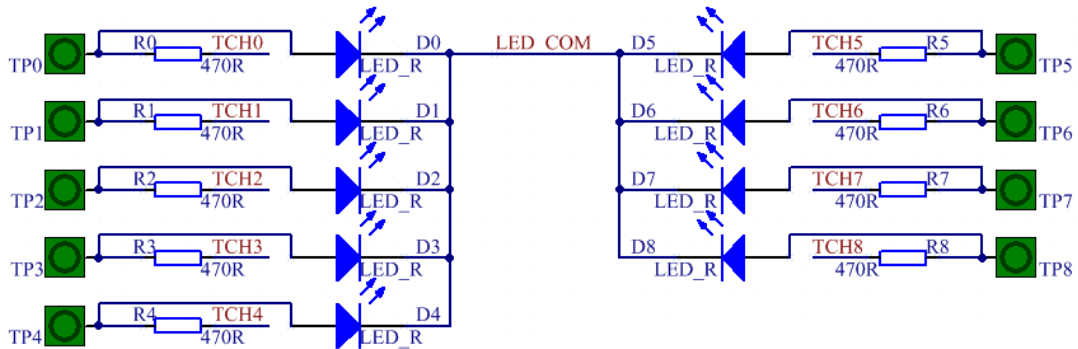 R0 TCH0 D0 LED_COM D5 TCH5 R5
TP0 470R LED_R LED_R 470R TP5
R1 TCH1 D1 D6 TCH6 R6
TP1 470R LED_R LED_R 470R TP6
R2 TCH2 D2 D7 TCH7 R7
TP2 470R LED_R LED_R 470R TP7
R3 TCH3 D3 D8 TCH8 R8
TP3 470R LED_R LED_R 470R TP8
R4 TCH4 D4
TP4 470R LED_R